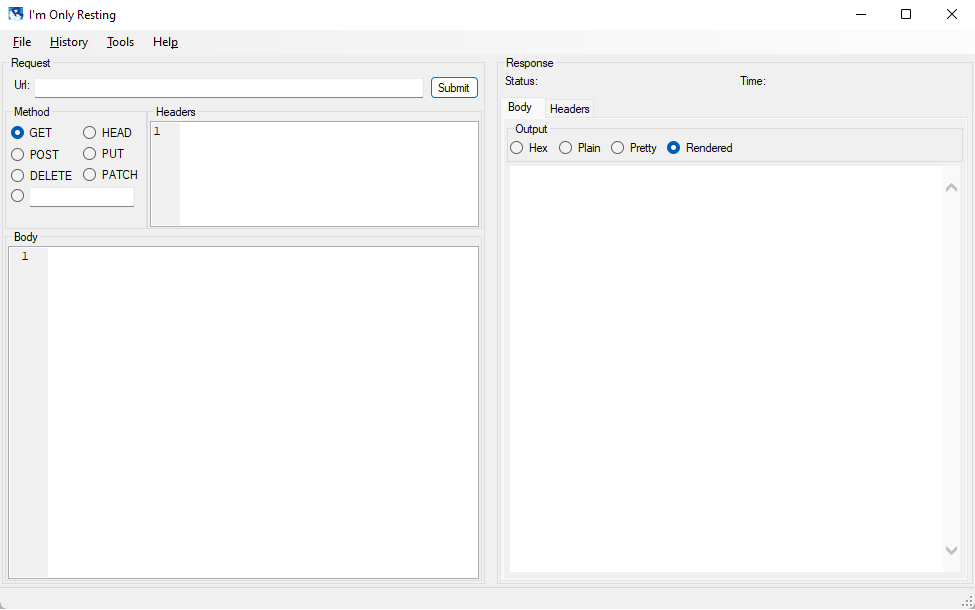 I'm Only Resting
File History Tools Help
Request
Url: Submit
Method
GET HEAD
POST PUT
DELETE PATCH
Headers
1
Body
1
Response
Status: Time:
Body Headers
Output
Hex Plain Pretty Rendered